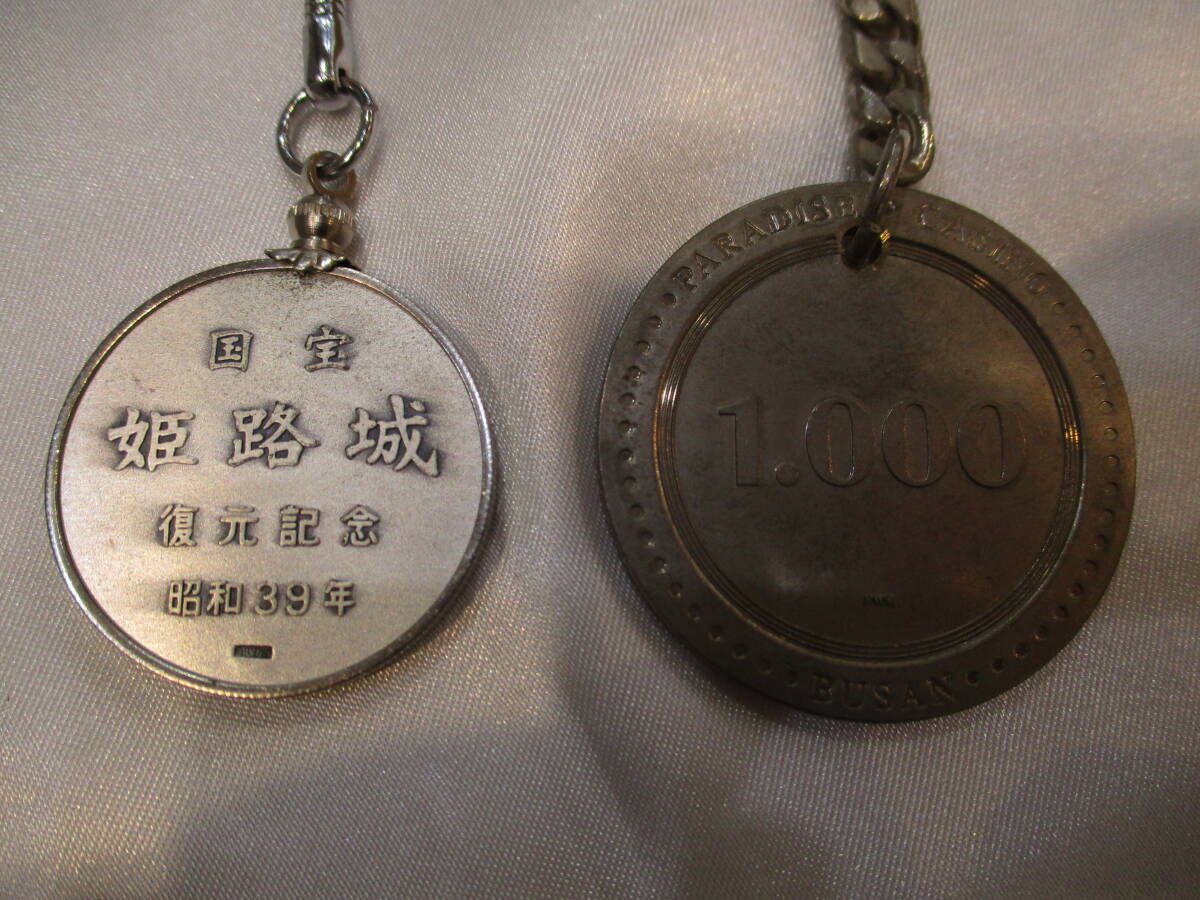 国宝
姫路城
復元記念
昭和39年
PARADISE CASINO
1.000
BUSAN